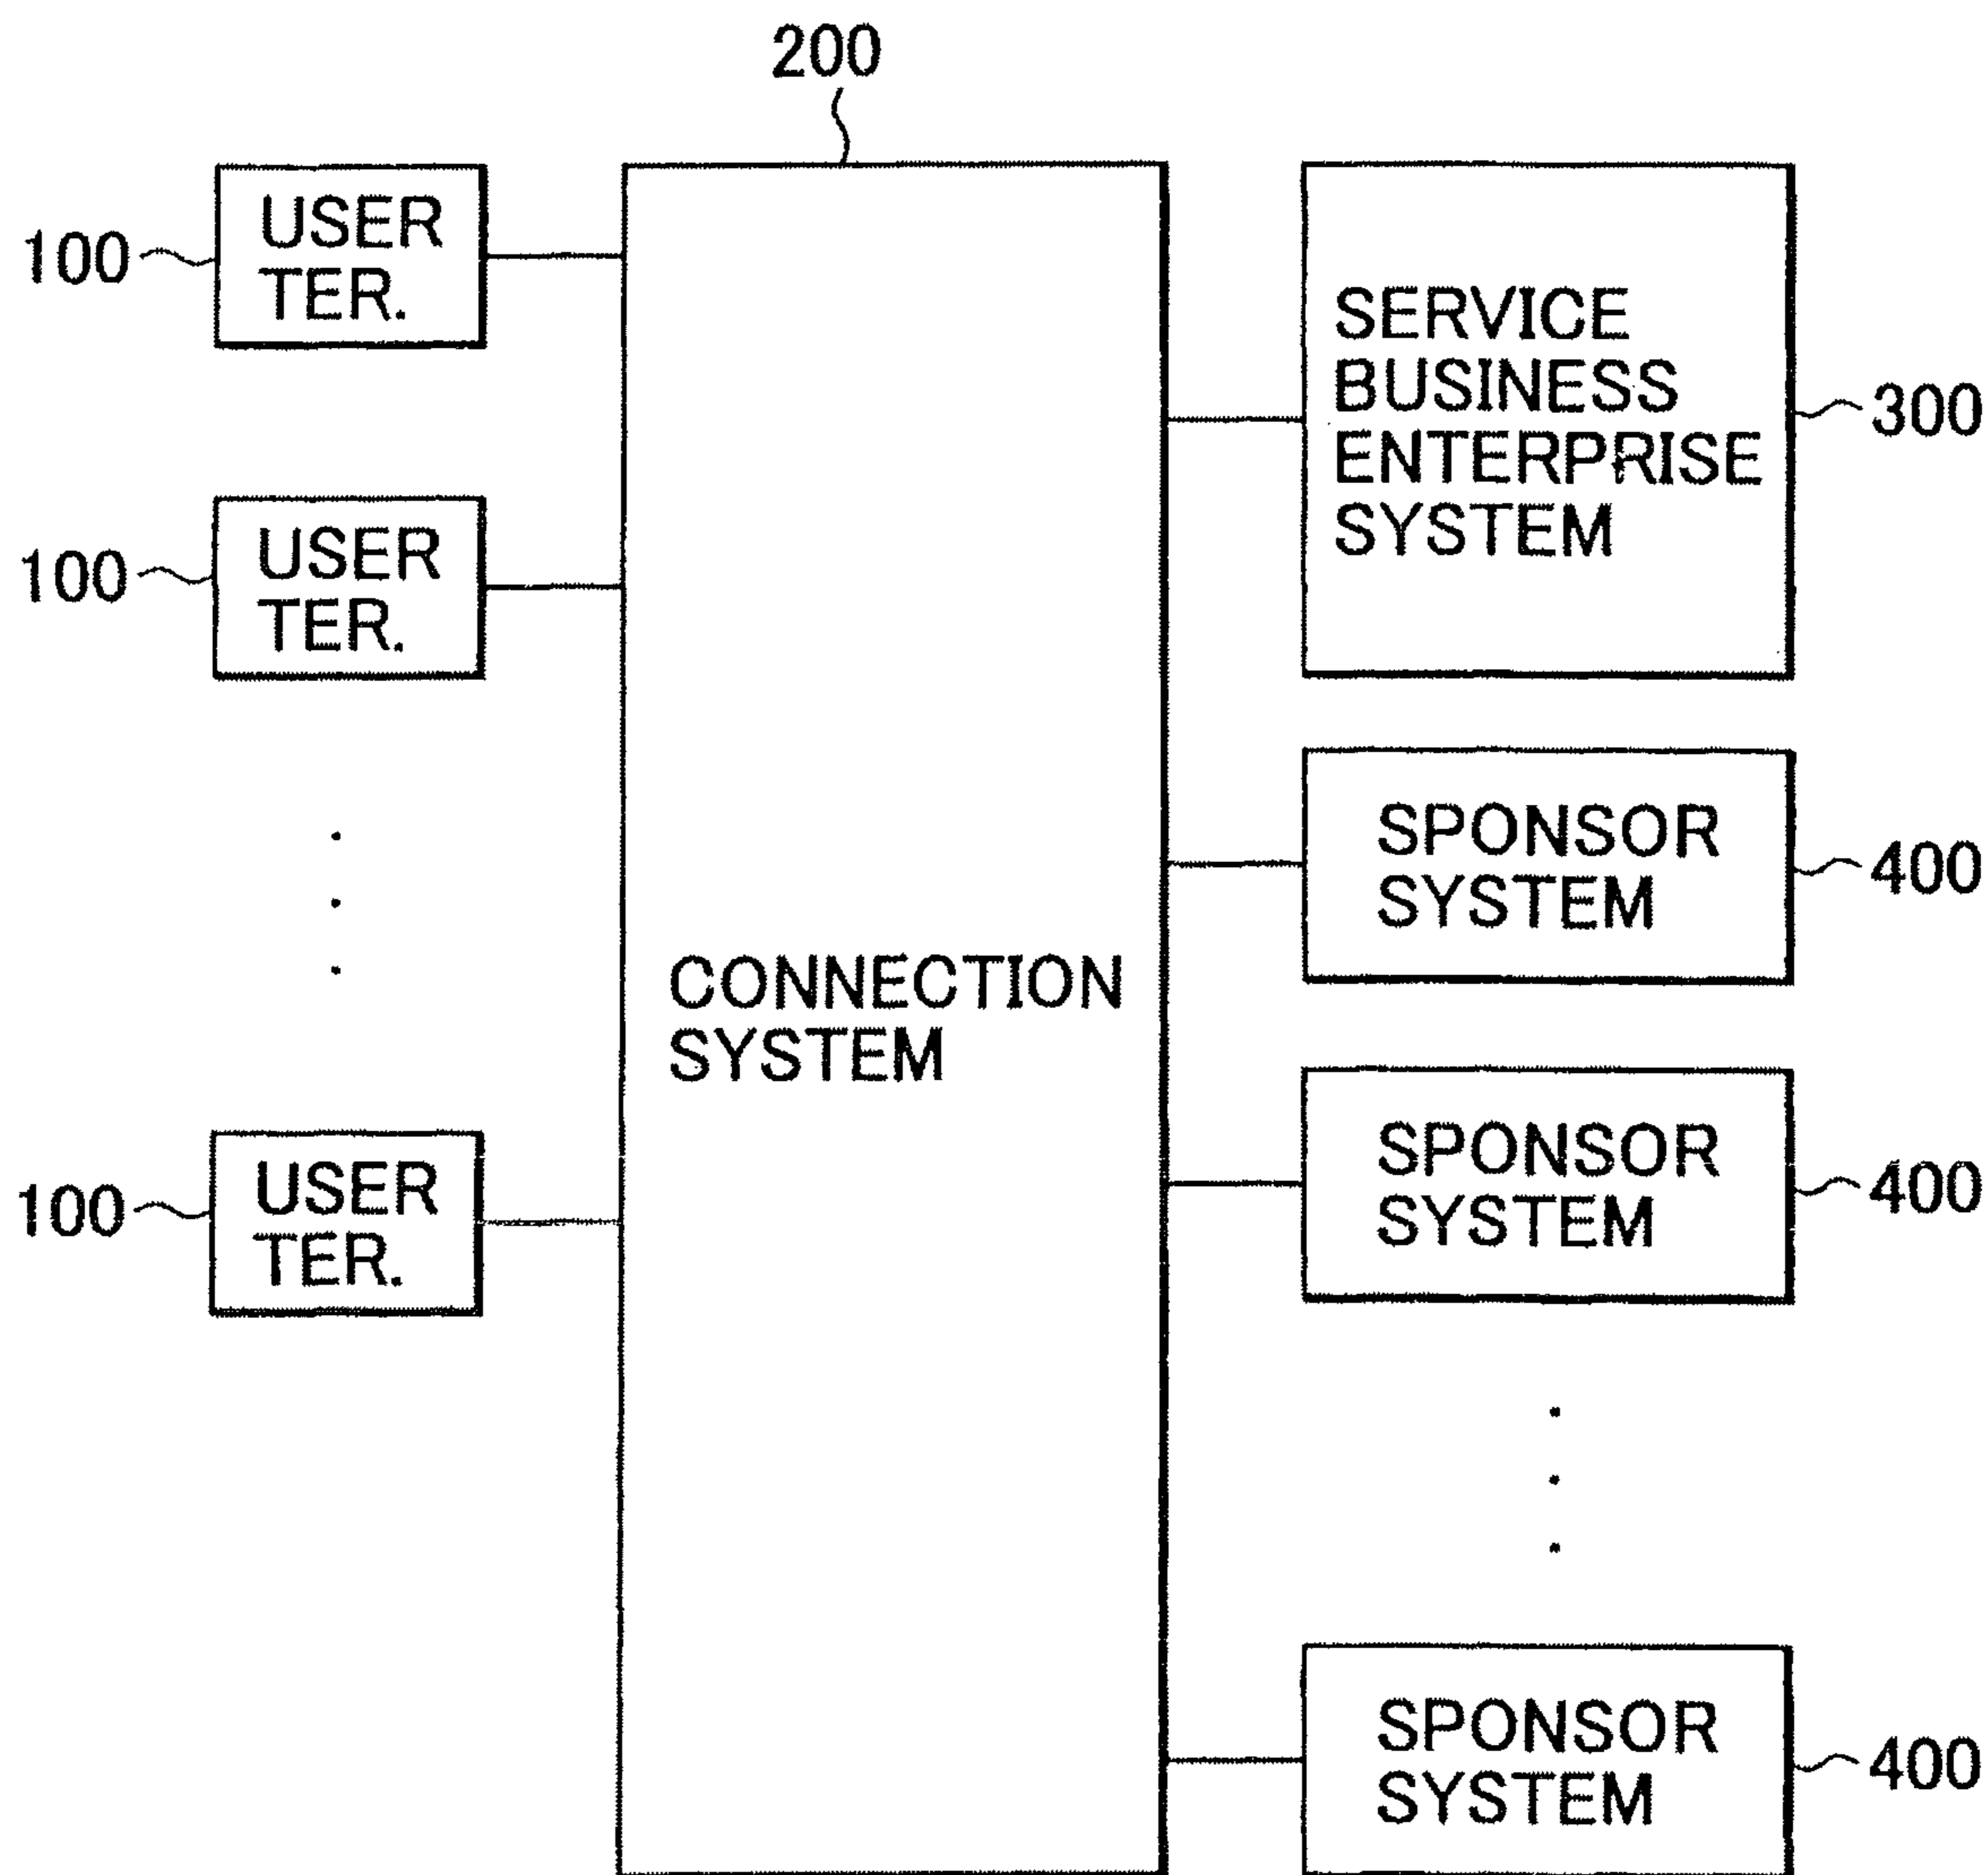 200
100
USER
TER.
100
USER
TER.
100
USER
TER.
CONNECTION
SYSTEM
SERVICE
BUSINESS
ENTERPRISE
SYSTEM
300
SPONSOR
SYSTEM
400
SPONSOR
SYSTEM
400
SPONSOR
SYSTEM
400